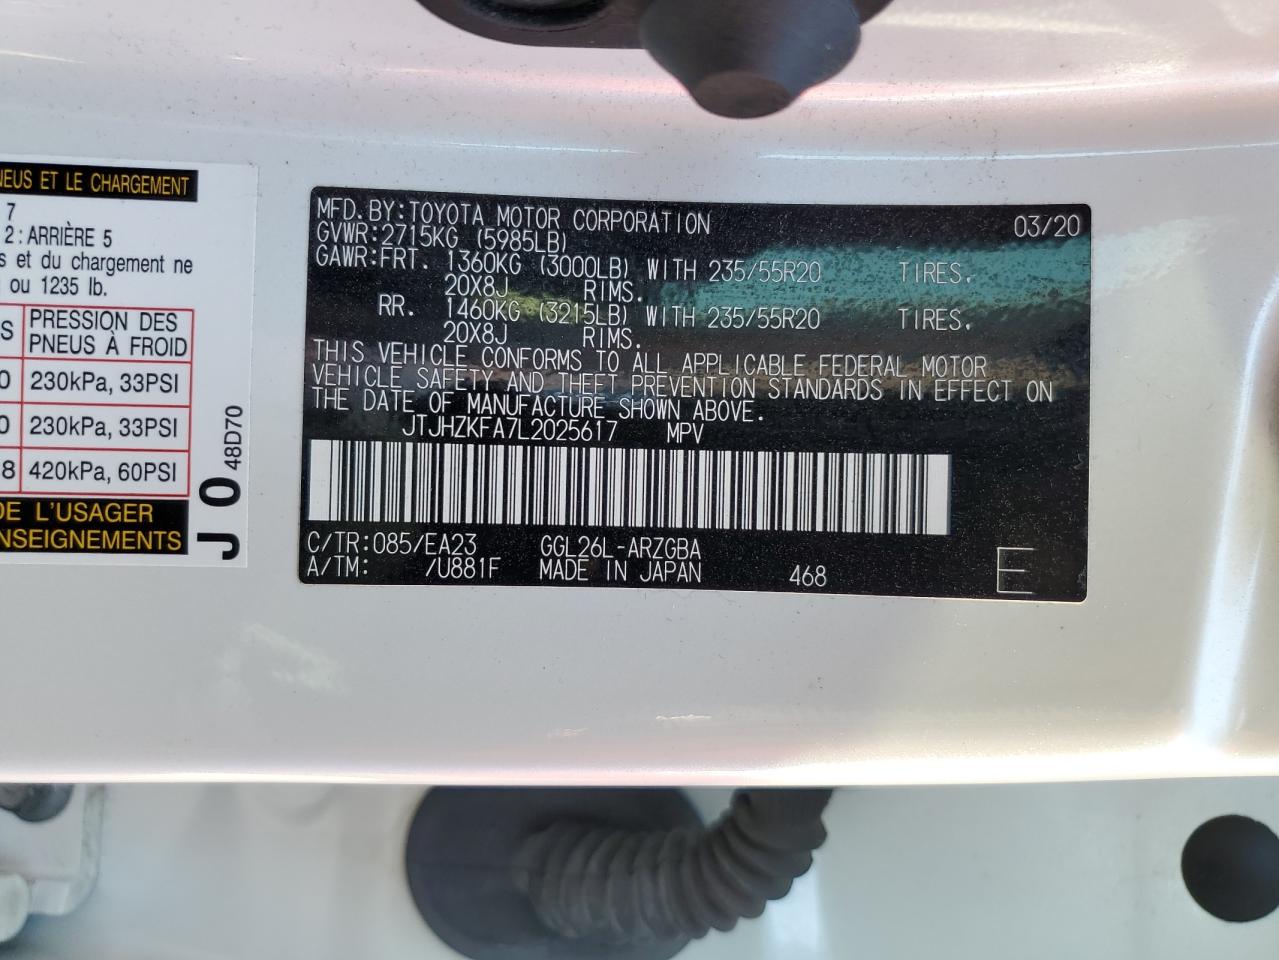 NEUS ET LE CHARGEMENT
7
2: ARRIÈRE 5
s et du chargement ne
ou 1235 lb.
S PRESSION DES
PNEUS À FROID
0 230kPa, 33PSI
0 230kPa, 33PSI
8 420kPa, 60PSI
DE L'USAGER
NSEIGNEMENTS
J O
48D70
MFD.BY:TOYOTA MOTOR CORPORATION 03/20
GVWR:2715KG (5985LB)
GAWR:FRT. 1360KG (3000LB) WITH 235/55R20 TIRES.
20X8J RIMS.
RR. 1460KG (3215LB) WITH 235/55R20 TIRES.
20X8J RIMS.
THIS VEHICLE CONFORMS TO ALL APPLICABLE FEDERAL MOTOR
VEHICLE SAFETY AND THEFT PREVENTION STANDARDS IN EFFECT ON
THE DATE OF MANUFACTURE SHOWN ABOVE.
JTJHZKFA7L2025617 MPV
C/TR:085/EA23 GGL26L-ARZGBA
A/TM: /U881F MADE IN JAPAN 468 E